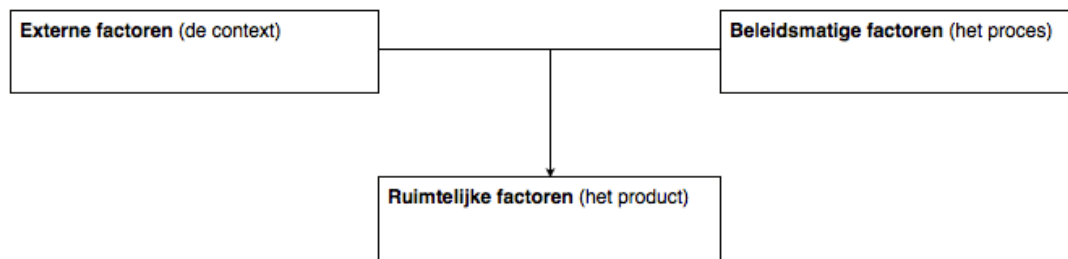 Externe factoren (de context)
Beleidsmatige factoren (het proces)
Ruimtelijke factoren (het product)